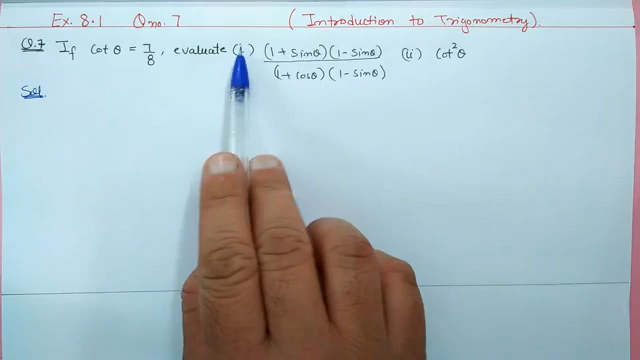 Ex. 8.1 Q no. 7 (Introduction to Trigonometry).
Q.7 If cot θ = 7/8, evaluate (i) (1 + sinθ)(1 - sinθ) / (1 + cosθ)(1 - sinθ) (ii) cot²θ
Sol.